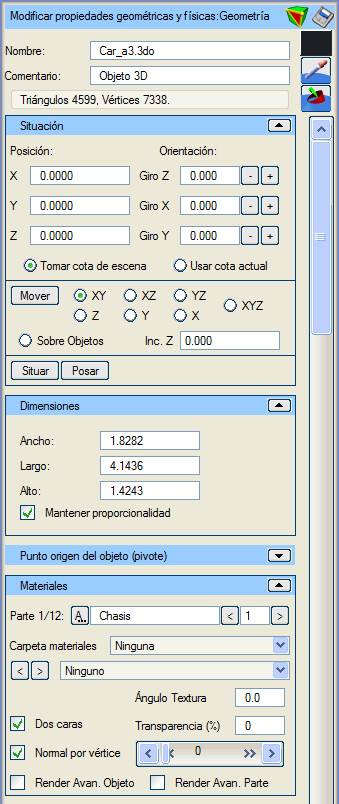 Modificar propiedades geométricas y físicas:Geometría
Nombre: Car_a3.3do
Comentario: Objeto 3D
Triángulos 4599, Vértices 7338.
Situación
Posición: Orientación:
X 0.0000 Giro Z 0.000 - +
Y 0.0000 Giro X 0.000 - +
Z 0.0000 Giro Y 0.000 - +
Tomar cota de escena Usar cota actual
Mover XY XZ YZ XYZ
Z Y X
Sobre Objetos Inc. Z 0.000
Situar Posar
Dimensiones
Ancho: 1.8282
Largo: 4.1436
Alto: 1.4243
Mantener proporcionalidad
Punto origen del objeto (pivote)
Materiales
Parte 1/12: A.. Chasis < 1 >
Carpeta materiales Ninguna
< > Ninguno
Ángulo Textura 0.0
Dos caras Transparencia (%) 0
Normal por vértice 0
Render Avan. Objeto Render Avan. Parte